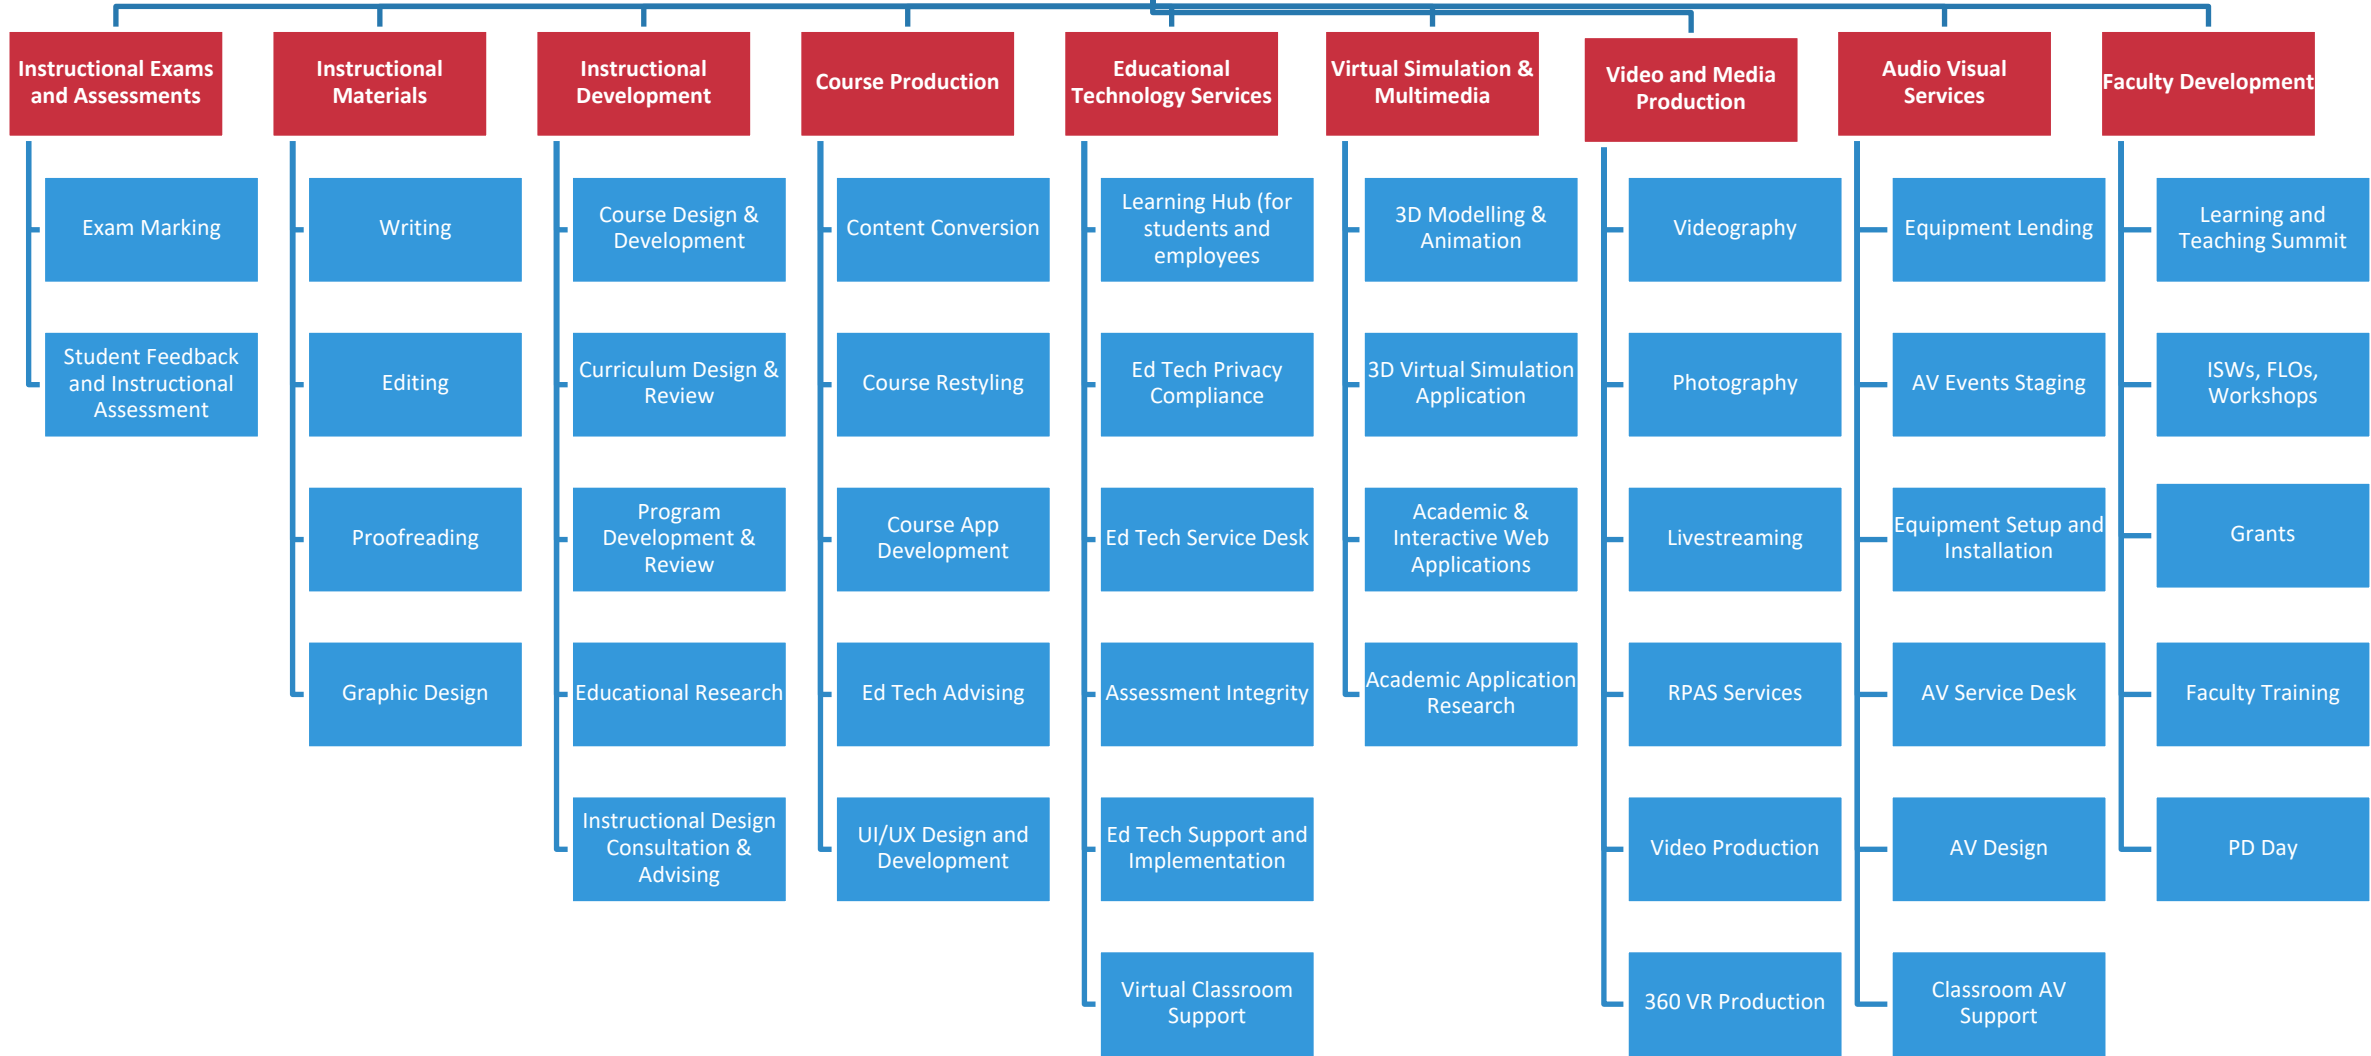 Instructional Exams
and Assessments
Exam Marking
Student Feedback
and Instructional
Assessment
Instructional
Materials
Writing
Editing
Proofreading
Graphic Design
Instructional
Development
Course Design &
Development
Curriculum Design &
Review
Program
Development &
Review
Educational Research
Instructional Design
Consultation &
Advising
Course Production
Content Conversion
Course Restyling
Course App
Development
Ed Tech Advising
UI/UX Design and
Development
Educational
Technology Services
Learning Hub (for
students and
employees
Ed Tech Privacy
Compliance
Ed Tech Service Desk
Assessment Integrity
Ed Tech Support and
Implementation
Virtual Classroom
Support
Virtual Simulation &
Multimedia
3D Modelling &
Animation
3D Virtual Simulation
Application
Academic &
Interactive Web
Applications
Academic Application
Research
Video and Media
Production
Videography
Photography
Livestreaming
RPAS Services
Video Production
360 VR Production
Audio Visual
Services
Equipment Lending
AV Events Staging
Equipment Setup and
Installation
AV Service Desk
AV Design
Classroom AV
Support
Faculty Development
Learning and
Teaching Summit
ISWs, FLOs,
Workshops
Grants
Faculty Training
PD Day